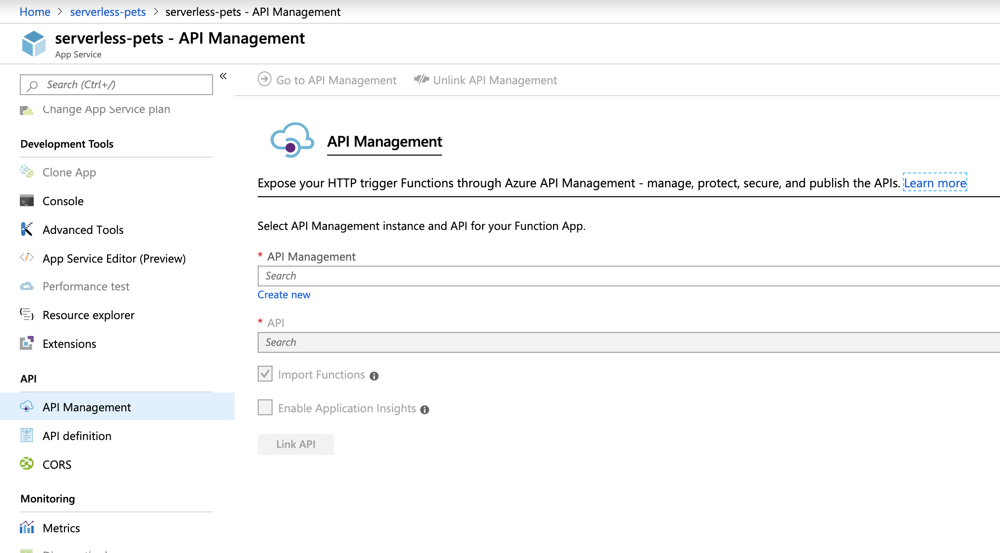 Home > serverless-pets > serverless-pets - API Management
serverless-pets - API Management
App Service
Search (Ctrl+/)
«
Change App Service plan
Development Tools
Clone App
Console
Advanced Tools
App Service Editor (Preview)
Performance test
Resource explorer
Extensions
API
API Management
API definition
CORS
Monitoring
Metrics
Go to API Management
Unlink API Management
API Management
Expose your HTTP trigger Functions through Azure API Management - manage, protect, secure, and publish the APIs. Learn more
Select API Management instance and API for your Function App.
* API Management
Search
Create new
* API
Search
Import Functions
Enable Application Insights
Link API